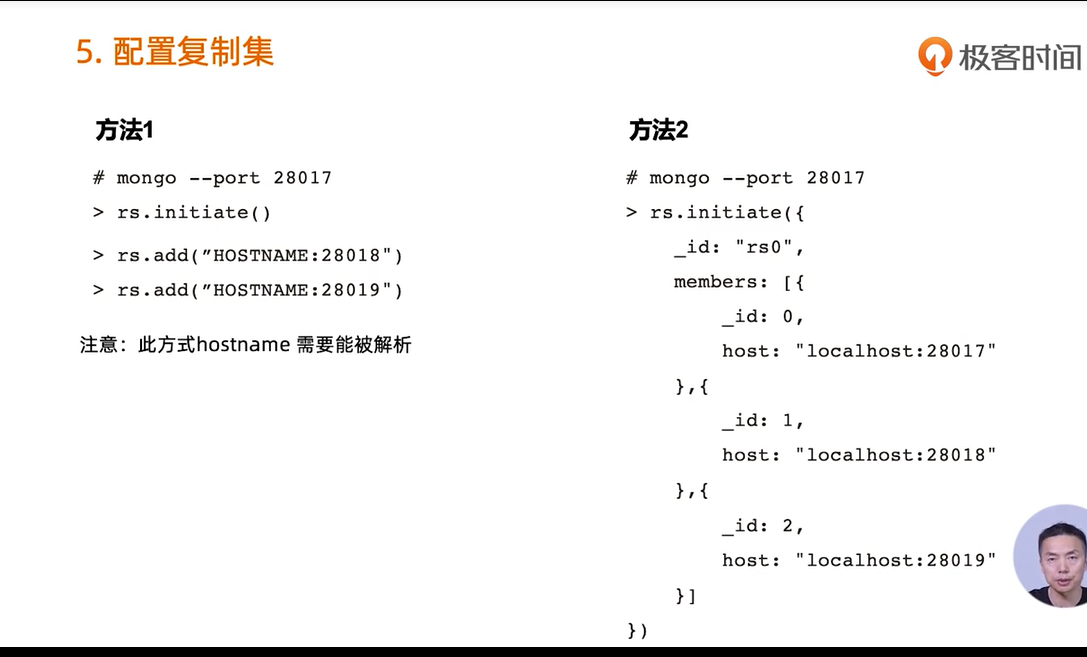 5. 配置复制集
极客时间
方法1
# mongo --port 28017
> rs.initiate()
> rs.add(”HOSTNAME:28018")
> rs.add(”HOSTNAME:28019")
注意：此方式hostname 需要能被解析
方法2
# mongo --port 28017
> rs.initiate({
_id: "rs0",
members: [{
_id: 0,
host: "localhost:28017"
},{
_id: 1,
host: "localhost:28018"
},{
_id: 2,
host: "localhost:28019"
}]
})